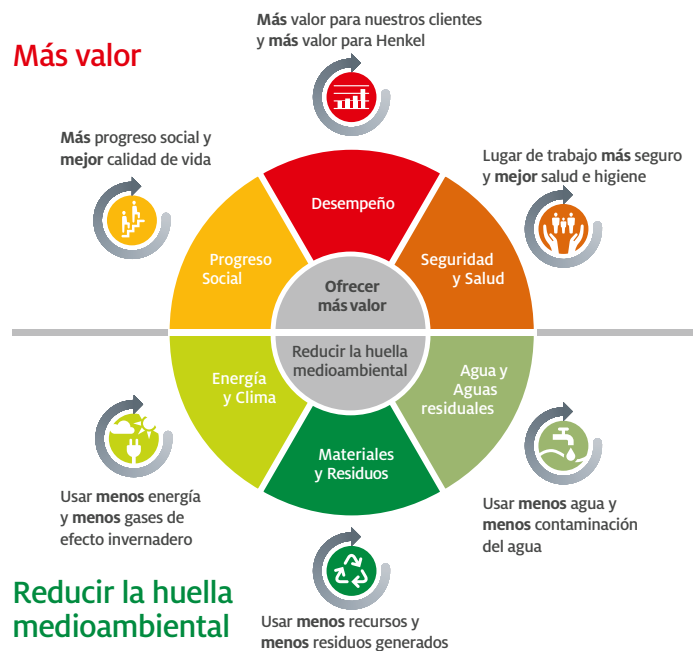 Más valor para nuestros clientes
y más valor para Henkel
Más valor
Más progreso social y
mejor calidad de vida
Lugar de trabajo más seguro
y mejor salud e higiene
Desempeño
Progreso
Social
Seguridad
y Salud
Ofrecer
más valor
Reducir la huella
medioambiental
Energía
y Clima
Agua y
Aguas
residuales
Materiales
y Residuos
Usar menos energía
y menos gases de
efecto invernadero
Usar menos agua y
menos contaminación
del agua
Reducir la huella
medioambiental
Usar menos recursos y
menos residuos generados